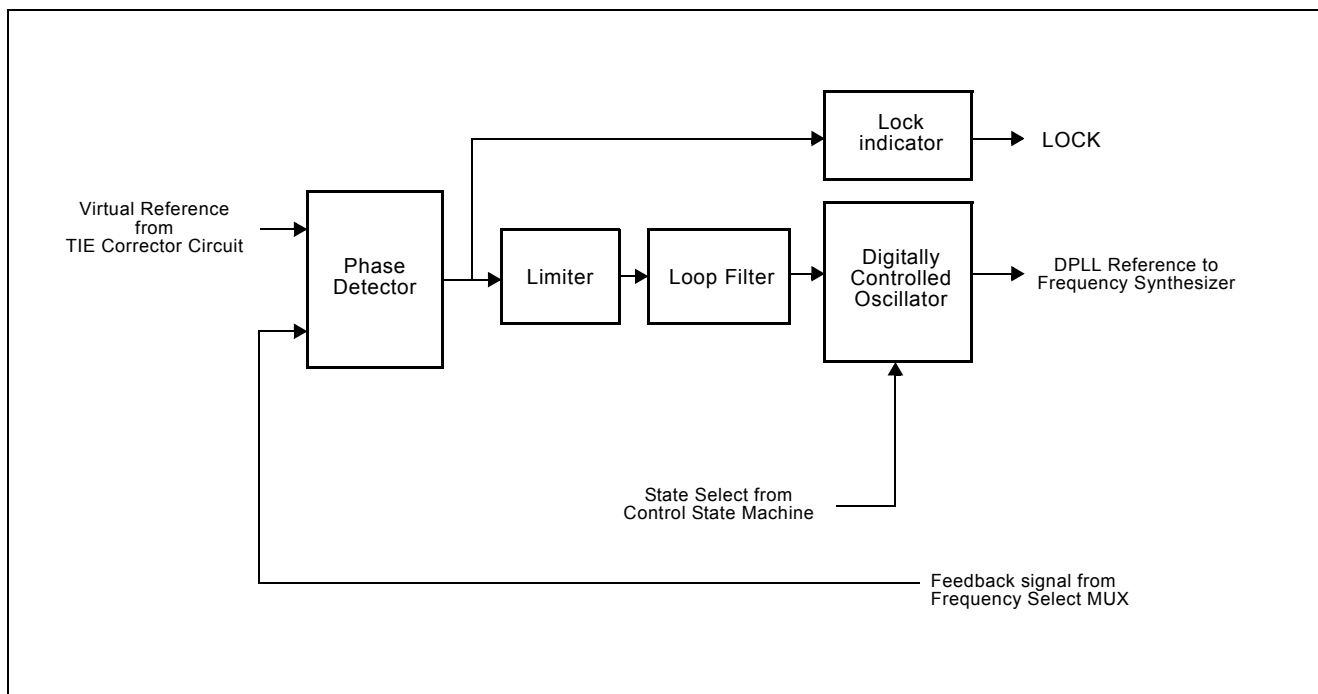 Lock
indicator
LOCK
Virtual Reference
from
TIE Corrector Circuit
Phase
Detector
Limiter
Loop Filter
Digitally
Controlled
Oscillator
DPLL Reference to
Frequency Synthesizer
State Select from
Control State Machine
Feedback signal from
Frequency Select MUX